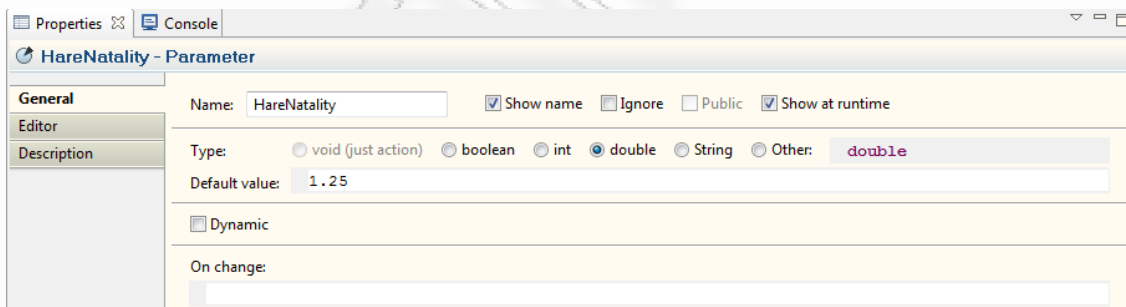 Properties Console
HareNatality - Parameter
General
Name: HareNatality Show name Ignore Public Show at runtime
Editor
Description
Type: void (just action) boolean int double String Other: double
Default value: 1.25
Dynamic
On change: